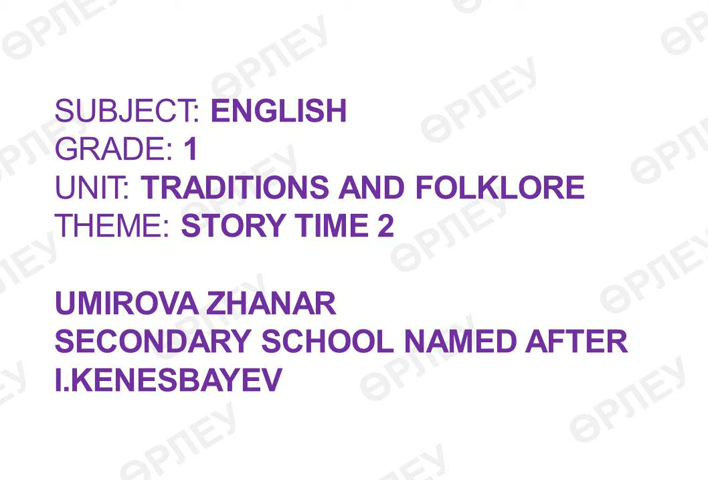 SUBJECT: ENGLISH
GRADE: 1
UNIT: TRADITIONS AND FOLKLORE
THEME: STORY TIME 2
UMIROVA ZHANAR
SECONDARY SCHOOL NAMED AFTER
I.KENESBAYEV
ӨРЛЕУ